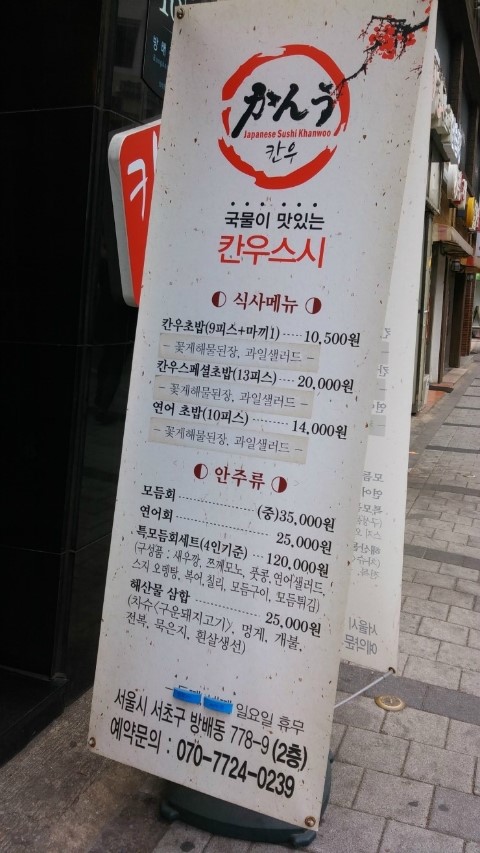 かんう
Japanese Sushi Khanwoo
칸우
국물이 맛있는
칸우스시
식사메뉴
칸우초밥(9피스+마끼1) ····· 10,500원
- 꽃게해물된장, 과일샐러드 -
칸우스페셜초밥(13피스) ···· 20,000원
- 꽃게해물된장, 과일샐러드 -
연어 초밥(10피스) ········ 14,000원
- 꽃게해물된장, 과일샐러드 -
안주류
모듬회 ················ (중)35,000원
연어회 ················ 25,000원
특모듬회세트(4인기준) ··· 120,000원
(구성품 : 새우깡, 쯔께모노, 풋콩, 연어샐러드,
스지 오뎅탕, 복어, 칠리, 모듬구이, 모듬튀김)
해산물 삼합 ············ 25,000원
(차슈〈구운돼지고기〉, 멍게, 개불,
전복, 묵은지, 흰살생선)
일요일 휴무
서울시 서초구 방배동 778-9 (2층)
예약문의 : 070-7724-0239